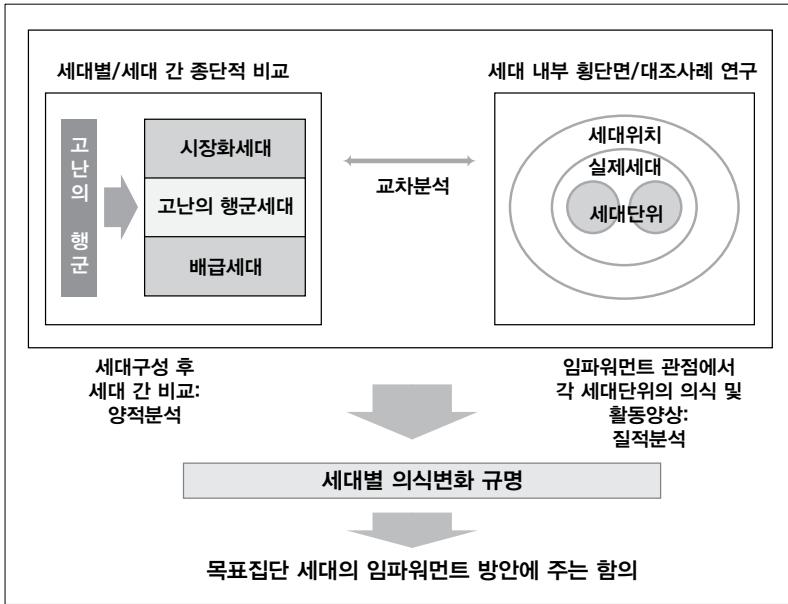 세대별/세대 간 종단적 비교
고난의 행군
시장화세대
고난의 행군세대
배급세대
교차분석
세대 내부 횡단면/대조사례 연구
세대위치
실제세대
세대단위
세대구성 후
세대 간 비교:
양적분석
임파워먼트 관점에서
각 세대단위의 의식 및
활동양상:
질적분석
세대별 의식변화 규명
목표집단 세대의 임파워먼트 방안에 주는 함의